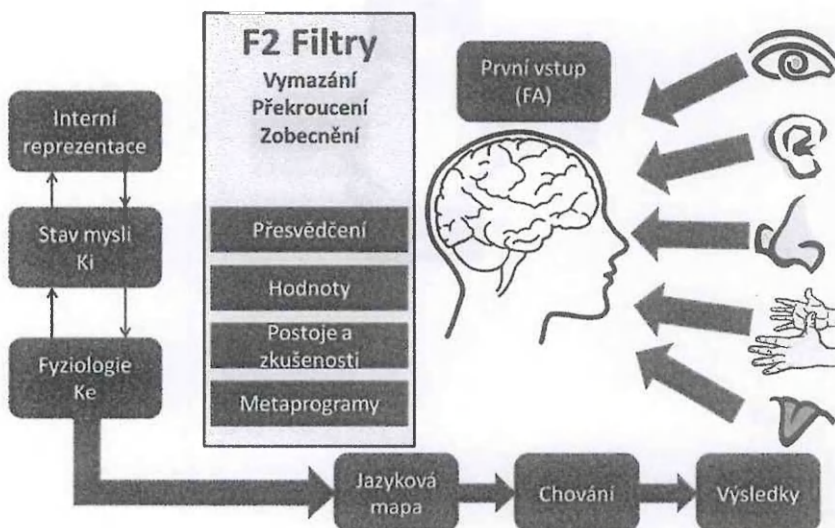 F2 Filtry
Vymazání
Překroucení
Zobecnění
Přesvědčení
Hodnoty
Postoje a
zkušenosti
Metaprogramy
První vstup
(FA)
Interní
reprezentace
Stav mysli
Ki
Fyziologie
Ke
Jazyková
mapa
Chování
Výsledky